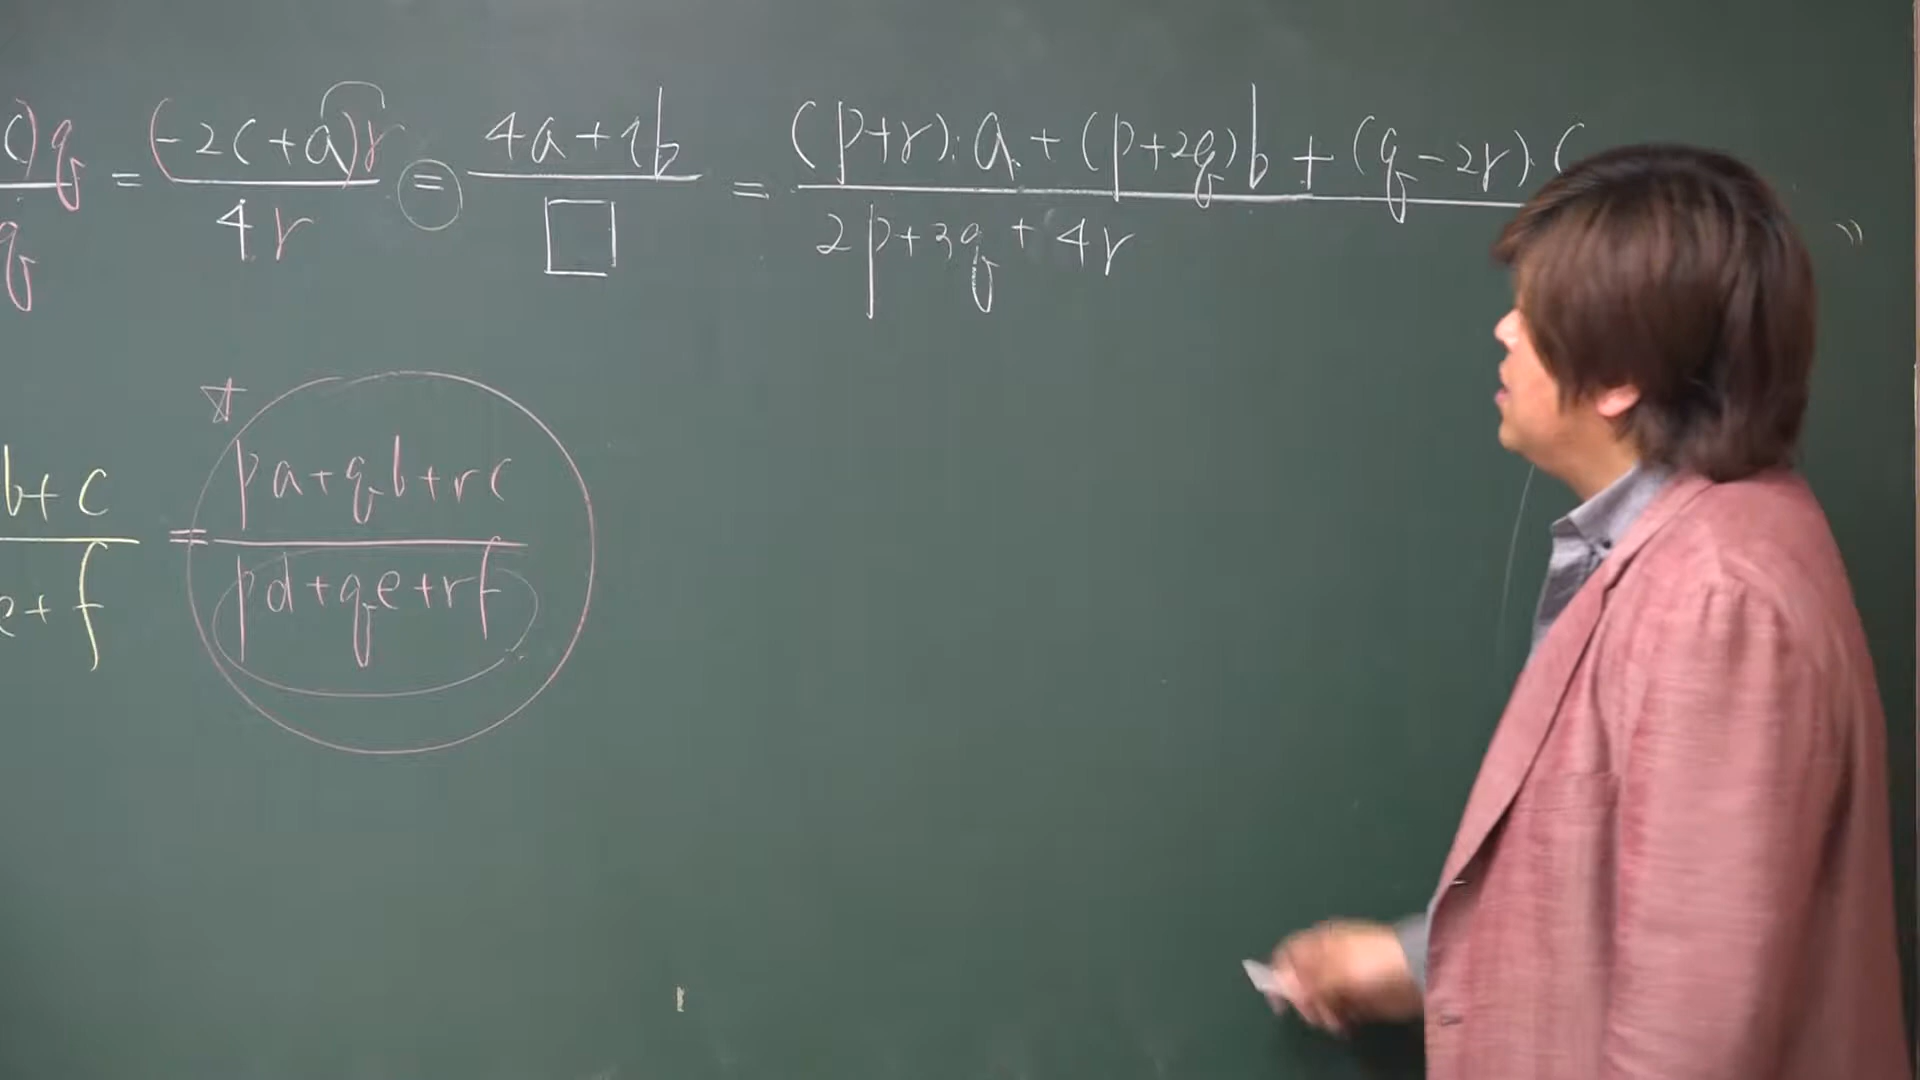 c)q/q = (-2c+a)r/4r = 4a+1b/□ = (p+r)·a+(p+2q)b+(q-2r)·c/2p+3q+4r
☆
b+c/e+f = pa+qb+rc/pd+qe+rf